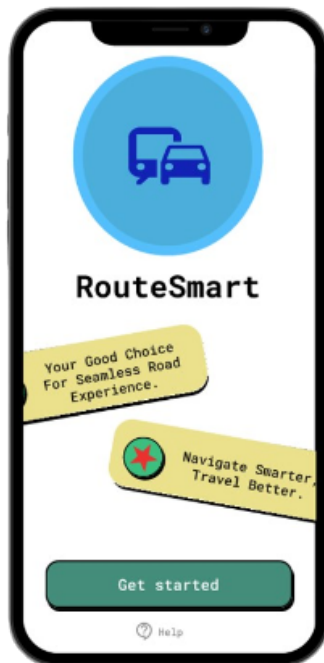 RouteSmart
Your Good Choice
For Seamless Road
Experience.
Navigate Smarter,
Travel Better.
Get started
Help